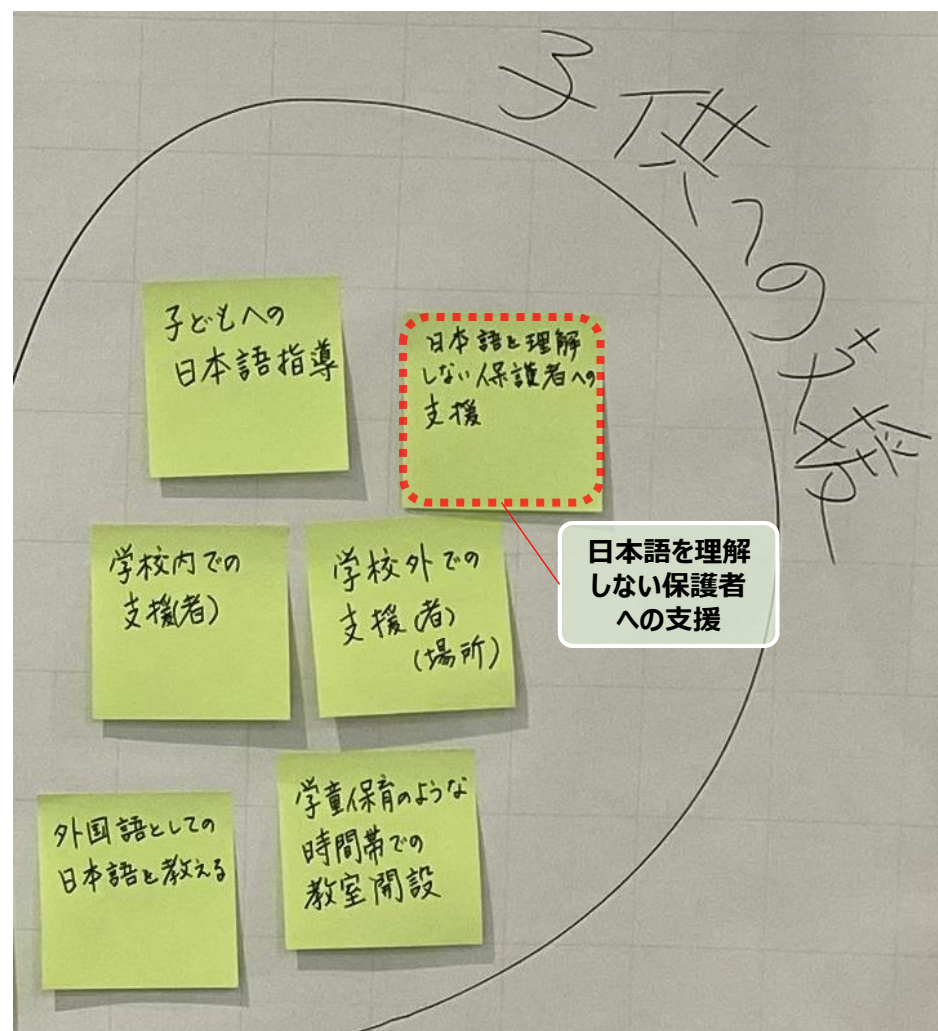 子供への支援
子どもへの
日本語指導
日本語を理解
しない保護者への
支援
日本語を理解
しない保護者
への支援
学校内での
支援(者)
学校外での
支援(者)
(場所)
外国語としての
日本語を教える
学童保育のような
時間帯での
教室開設